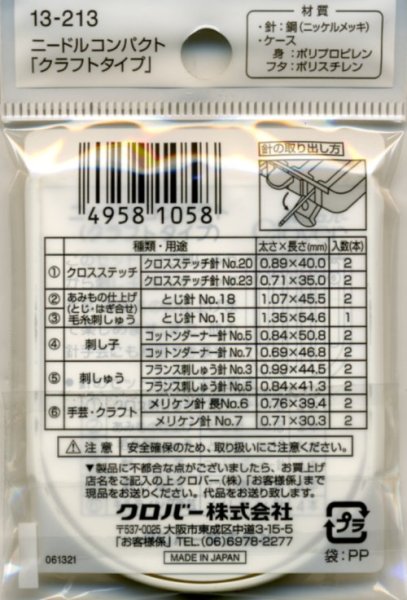 13-213
ニードルコンパクト
「クラフトタイプ」
材質
・針：鋼(ニッケルメッキ)
・ケース
身：ポリプロピレン
フタ：ポリスチレン
針の取り出し方
4958 1058
種類・用途 太さ×長さ(mm) 入数(本)
① クロスステッチ クロスステッチ針 No.20 0.89×40.0 2
クロスステッチ針 No.23 0.71×35.0 2
② あみもの仕上げ(とじ・はぎ合せ) とじ針 No.18 1.07×45.5 2
③ 毛糸刺しゅう とじ針 No.15 1.35×54.6 1
④ 刺し子 コットンダーナー針 No.5 0.84×50.8 2
コットンダーナー針 No.7 0.69×46.8 2
⑤ 刺しゅう フランス刺しゅう針 No.3 0.99×44.5 2
フランス刺しゅう針 No.5 0.84×41.3 2
⑥ 手芸・クラフト メリケン針 長No.6 0.76×39.4 2
メリケン針 No.7 0.71×30.3 2
⚠ 注意 安全確保のため、取り扱いにご注意ください。
▼製品に不都合な点がございましたら、お買上げ
店名をご記入の上クロバー(株)「お客様係」まで
現品をお送りください。代品をお送り致します。
クロバー株式会社
〒537-0025 大阪市東成区中道3-15-5
「お客様係」TEL(06)6978-2277
プラ
袋：PP
061321
MADE IN JAPAN